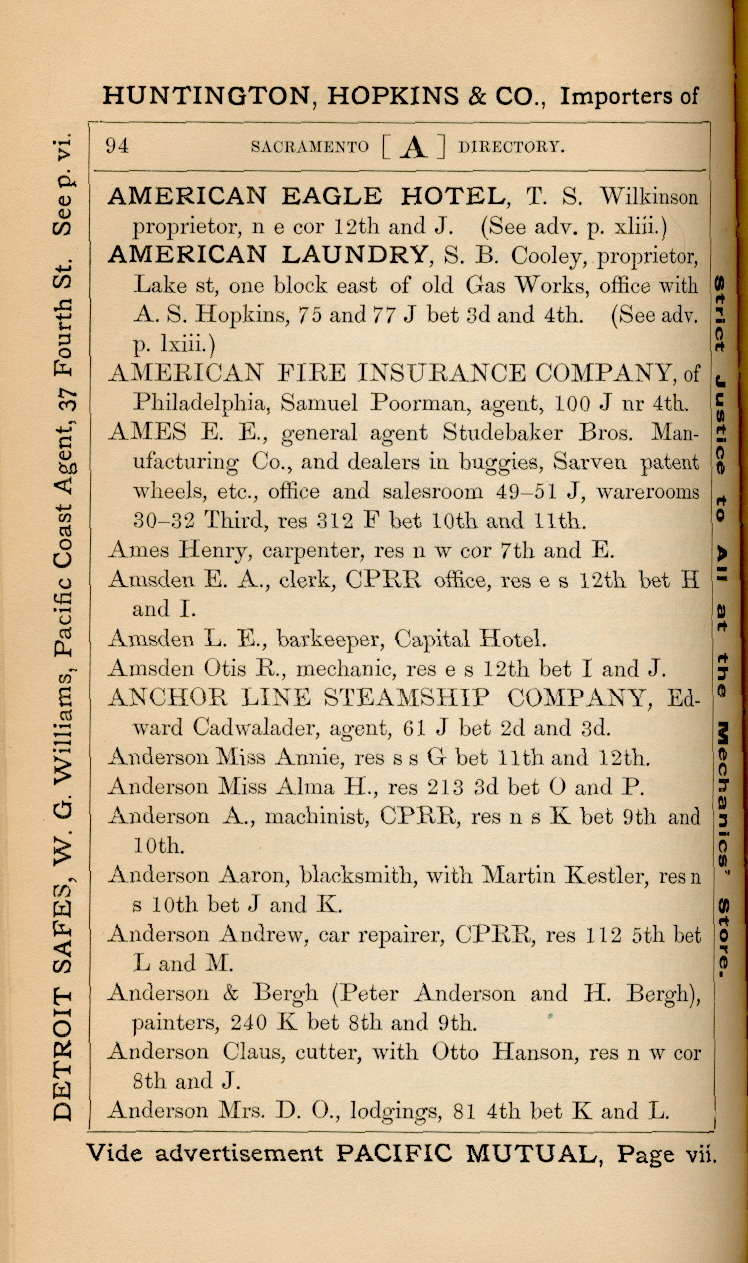 HUNTINGTON, HOPKINS & CO., Importers of
94 SACRAMENTO [ A ] DIRECTORY.
AMERICAN EAGLE HOTEL, T. S. Wilkinson
proprietor, n e cor 12th and J. (See adv. p. xliii.)
AMERICAN LAUNDRY, S. B. Cooley, proprietor,
Lake st, one block east of old Gas Works, office with
A. S. Hopkins, 75 and 77 J bet 3d and 4th. (See adv.
p. lxiii.)
AMERICAN FIRE INSURANCE COMPANY, of
Philadelphia, Samuel Poorman, agent, 100 J nr 4th.
AMES E. E., general agent Studebaker Bros. Man-
ufacturing Co., and dealers in buggies, Sarven patent
wheels, etc., office and salesroom 49–51 J, warerooms
30–32 Third, res 312 F bet 10th and 11th.
Ames Henry, carpenter, res n w cor 7th and E.
Amsden E. A., clerk, CPRR office, res e s 12th bet H
and I.
Amsden L. E., barkeeper, Capital Hotel.
Amsden Otis R., mechanic, res e s 12th bet I and J.
ANCHOR LINE STEAMSHIP COMPANY, Ed-
ward Cadwalader, agent, 61 J bet 2d and 3d.
Anderson Miss Annie, res s s G bet 11th and 12th.
Anderson Miss Alma H., res 213 3d bet O and P.
Anderson A., machinist, CPRR, res n s K bet 9th and
10th.
Anderson Aaron, blacksmith, with Martin Kestler, res n
s 10th bet J and K.
Anderson Andrew, car repairer, CPRR, res 112 5th bet
L and M.
Anderson & Bergh (Peter Anderson and H. Bergh),
painters, 240 K bet 8th and 9th.
Anderson Claus, cutter, with Otto Hanson, res n w cor
8th and J.
Anderson Mrs. D. O., lodgings, 81 4th bet K and L.
Vide advertisement PACIFIC MUTUAL, Page vii.
DETROIT SAFES, W. G. Williams, Pacific Coast Agent, 37 Fourth St. See p. vi.
Strict Justice to All at the Mechanics' Store.